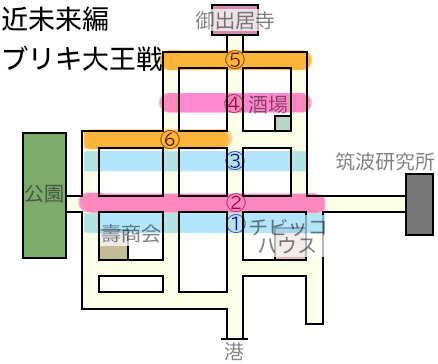 近未来編
御出居寺
ブリキ大王戦
⑤
④
酒場
⑥
③
筑波研究所
公園
②
①
チビッコ
ハウス
壽商会
港